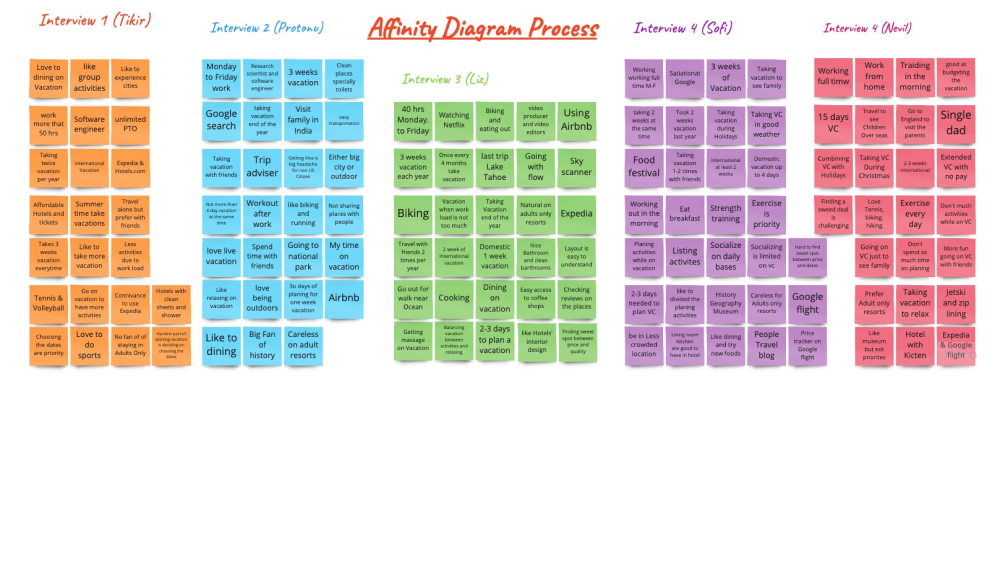 Affinity Diagram Process
Interview 1 (Tikir)
Love to
dining on
Vacation
like
group
activities
Like to
experience
cities
work
more that
50 hrs
Software
engineer
unlimited
PTO
Taking
twice
vacation
per year
International
Vacation
Expedia &
Hotels.com
Affordable
Hotels and
tickets
Summer
time take
vacations
Travel
alone but
prefer with
friends
Takes 3
weeks
vacation
everytime
Like to
take more
vacation
Less
activities
due to
work load
Tennis &
Volleyball
Go on
vacation to
have more
activities
Connivance
to use
Expedia
Hotels with
clean
sheets and
shower
Choosing
the dates
are priority
Love to
do
sports
No fan of of
staying in
Adults Only
Hardest part of
planing vacation
is deciding on
choosing the
dates
Interview 2 (Protonu)
Monday
to Friday
work
Research
scientist and
software
engineer
3 weeks
vacation
Clean
places
specially
toilets
Google
search
taking
vacation
end of the
year
Visit
family in
India
easy
transportation
Taking
vacation
with friends
Trip
adviser
Getting Visa is
big headache
for non US
Citizen
Either big
city or
outdoor
Not more than
4 day vacation
at the same
time
Workout
after
work
like biking
and
running
Not sharing
places with
people
love live
vacation
Spend
time with
friends
Going to
national
park
My time
on
vacation
Like
relaxing on
vacation
love
being
outdoors
3o days of
planing for
one week
vacation
Airbnb
Like to
dining
Big Fan
of
history
Careless
on adult
resorts
Interview 3 (Liz)
40 hrs
Monday,
to Friday
Watching
Netflix
Biking
and
eating out
video
producer
and video
editors
Using
Airbnb
3 weeks
vacation
each year
Once every
4 months
take
vacation
last trip
Lake
Tahoe
Going
with
flow
Sky
scanner
Biking
Vacation
when work
load is not
too much
Taking
Vacation
end of the
year
Natural on
adults only
resorts
Expedia
Travel with
friends 2
times per
year
2 week of
International
vacation
Domestic
1 week
vacation
Nice
Bathroom
and clean
barthrooms
Layout is
easy to
understand
Go out for
walk near
Ocean
Cooking
Dining
on
vacation
Easy access
to coffee
shops
Checking
reviews on
the places
Getting
massage
on Vacation
Balancing
vacation
between
activities and
relaxing
2-3 days
to plan a
vacation
like Hotels'
interior
design
Finding sweet
spot between
price and
quality
Interview 4 (Sofi)
Working
working full
time M-F
Satiationat
Google
3 weeks
of
Vacation
Taking
vacation to
see family
taking 2
weeks at
the same
time
Took 2
weeks
vacation
last year
Taking
vacation
during
Holidays
Taking VC
in good
weather
Food
festival
Taking
vacation
1-2 times
with friends
International
at least 2
weeks
Domestic
vacation up
to 4 days
Working
out in the
morning
Eat
breakfast
Strength
training
Exercise
is
priority
Planing
activities
while on
vacation
Listing
activites
Socialize
on daily
bases
Socializing
is limited
on vc
Hard to find
sweet spot
between price
and dates
2-3 days
needed to
plan VC
like to
divided the
planing
activities
History
Geography
Museum
Careless for
Adults only
resorts
Google
flight
be in Less
crowded
location
Living room
Kitchen
are good to
have in hotel
Like dining
and try
new foods
People
Travel
blog
Price
tracker on
Google
flight
Interview 4 (Nevil)
Working
full timw
Work
from
home
Traiding
in the
morning
good at
budgeting
the
vacation
15 days
VC
Travel to
see
Children
Over seas
Go to
England to
visit the
parents
Single
dad
Combining
VC with
Holidays
Taking VC
During
Christmas
2-3 weeks
international
Extended
VC with
no pay
Finding a
sweed deal
is
challenging
Love
Tennis,
biking,
hiking
Exercise
every
day
Don't much
activities
while on VC
Going on
VC just to
see family
Don't
spend so
much time
on planing
More fun
going on VC
with friends
Prefer
Adult only
resorts
Taking
vacation
to relax
Jetski
and zip
lining
Like
museum
but not
priorites
Hotel
with
Kicten
Expedia
& Google
flight